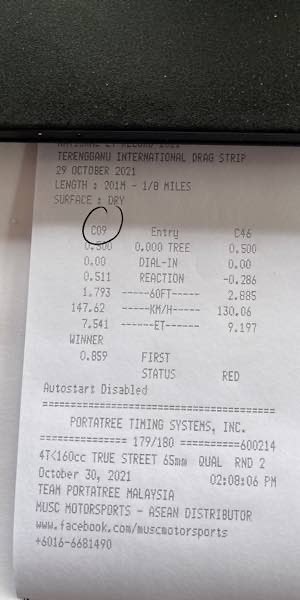 TERENGGANU INTERNATIONAL DRAG STRIP
29 OCTOBER 2021
LENGTH : 201M - 1/8 MILES
SURFACE : DRY
C09 Entry C46
0.500 0.000 TREE 0.500
0.00 DIAL-IN 0.00
0.511 REACTION -0.286
1.793 -----60FT----- 2.885
147.62 -----KM/H----- 130.06
7.541 ------ET------ 9.197
WINNER
0.859 FIRST
STATUS RED
Autostart Disabled
========================================
PORTATREE TIMING SYSTEMS, INC.
=============== 179/180 ==========600214
4T<160cc TRUE STREET 65mm QUAL RND 2
October 30, 2021 02:08:06 PM
TEAM PORTATREE MALAYSIA
MUSC MOTORSPORTS - ASEAN DISTRIBUTOR
www.facebook.com/muscmotorsports
+6016-6681490